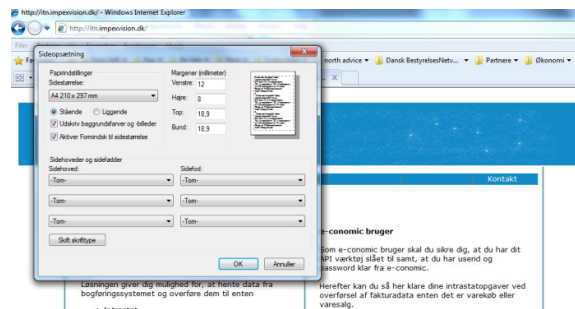 http://itn.impexvision.dk/ - Windows Internet Explorer
http://itn.impexvision.dk/
north advice
Dansk BestyrelsesNetv...
Partnere
Økonomi
Sideopsætning
Papirindstillinger
Sidestørrelse:
A4 210 x 297 mm
Stående
Liggende
Udskriv baggrundsfarver og -billeder
Aktiver Formindsk til sidestørrelse
Margener (millimeter)
Venstre: 12
Højre: 8
Top: 18,9
Bund: 18,9
Sidehoveder og sidefødder
Sidehoved:
Sidefod:
-Tom-
-Tom-
-Tom-
-Tom-
-Tom-
-Tom-
Skift skrifttype
OK
Annuller
Kontakt
e-conomic bruger
Som e-conomic bruger skal du sikre dig, at du har dit
API værktøj slået til samt, at du har userid og
password klar fra e-conomic.
Herefter kan du så her klare dine intrastatopgaver ved
overførsel af fakturadata enten det er varekøb eller
varesalg.
Løsningen giver dig mulighed for, at hente data fra
bogføringssystemet og overføre dem til enten